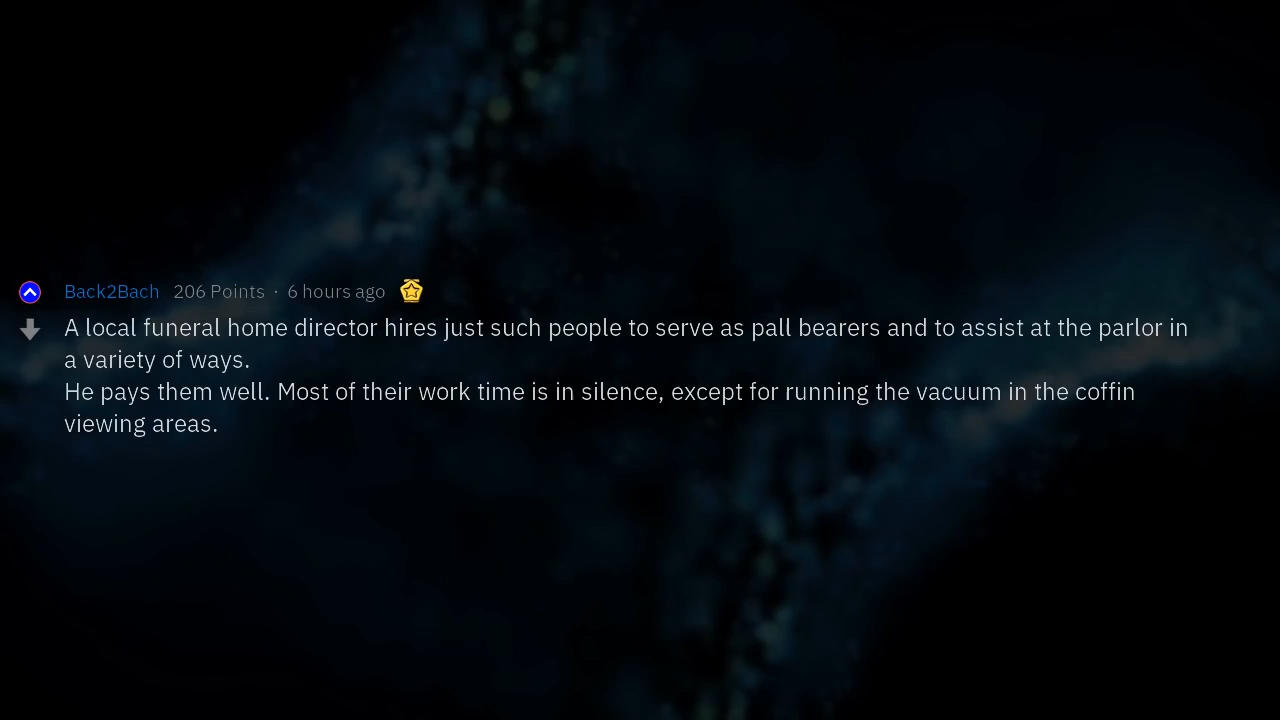 Back2Bach 206 Points · 6 hours ago
A local funeral home director hires just such people to serve as pall bearers and to assist at the parlor in
a variety of ways.
He pays them well. Most of their work time is in silence, except for running the vacuum in the coffin
viewing areas.